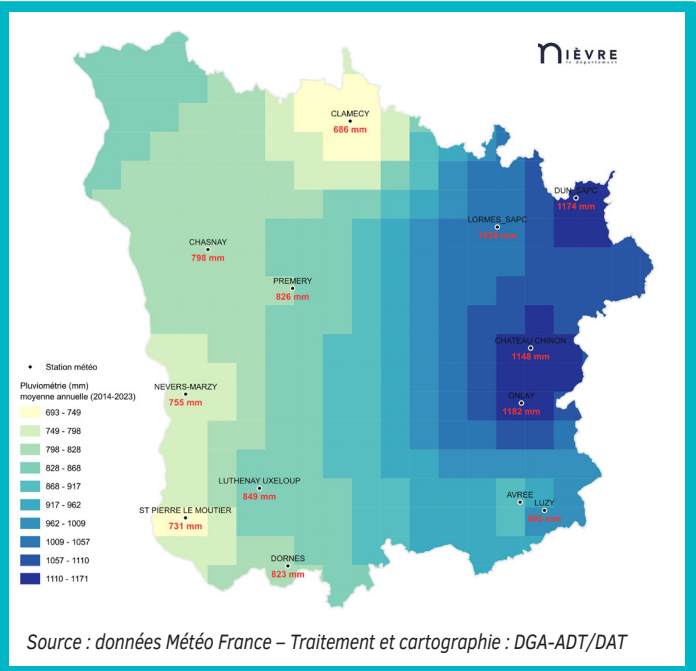 nIÈVRE
le département
CLAMECY
686 mm
DUN_SAPC
1174 mm
LORMES_SAPC
mm
CHASNAY
798 mm
PREMERY
826 mm
CHATEAU CHINON
1148 mm
NEVERS-MARZY
755 mm
ONLAY
1182 mm
LUTHENAY UXELOUP
849 mm
AVREE
LUZY
mm
ST PIERRE LE MOUTIER
731 mm
DORNES
823 mm
Station météo
Pluviométrie (mm)
moyenne annuelle (2014-2023)
693 - 749
749 - 798
798 - 828
828 - 868
868 - 917
917 - 962
962 - 1009
1009 - 1057
1057 - 1110
1110 - 1171
Source : données Météo France – Traitement et cartographie : DGA-ADT/DAT